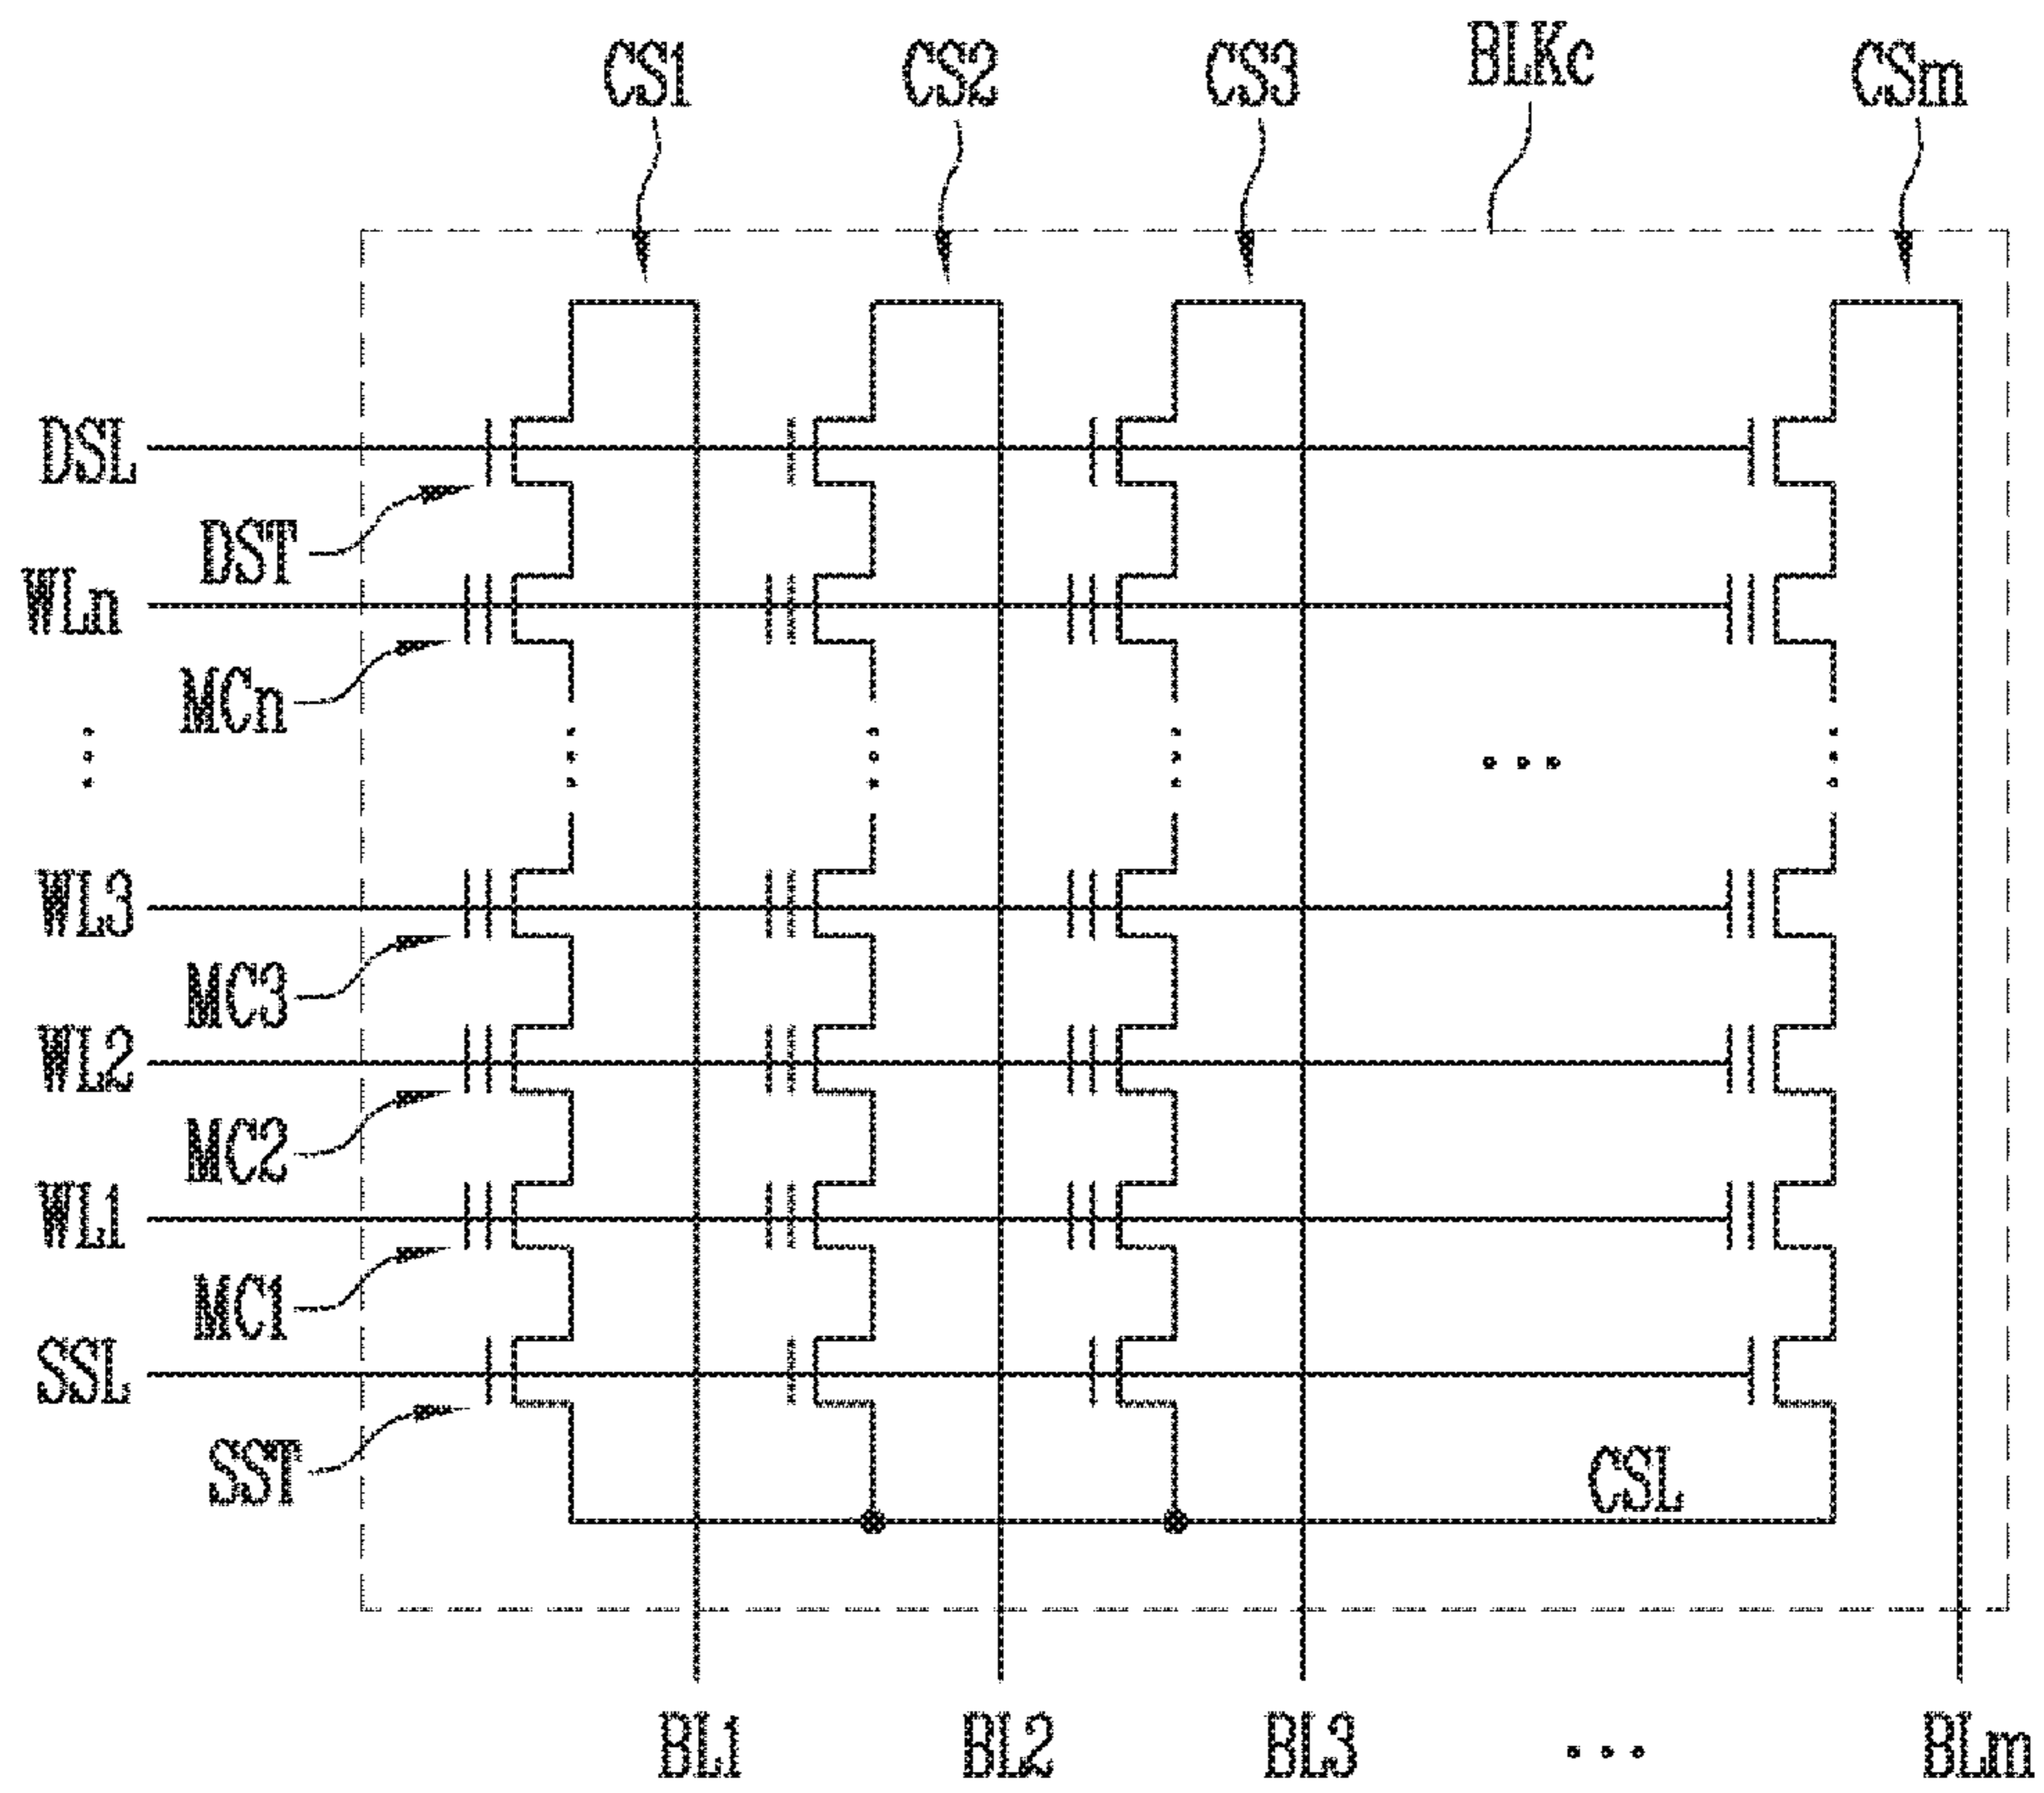 CS1 CS2 CS3 BLKc CSm
DSL
DST
WLn
MCn
⋮ ⋮ ⋮ ⋮ ... ⋮
WL3
MC3
WL2
MC2
WL1
MC1
SSL
SST
CSL
BL1 BL2 BL3 ... BLm